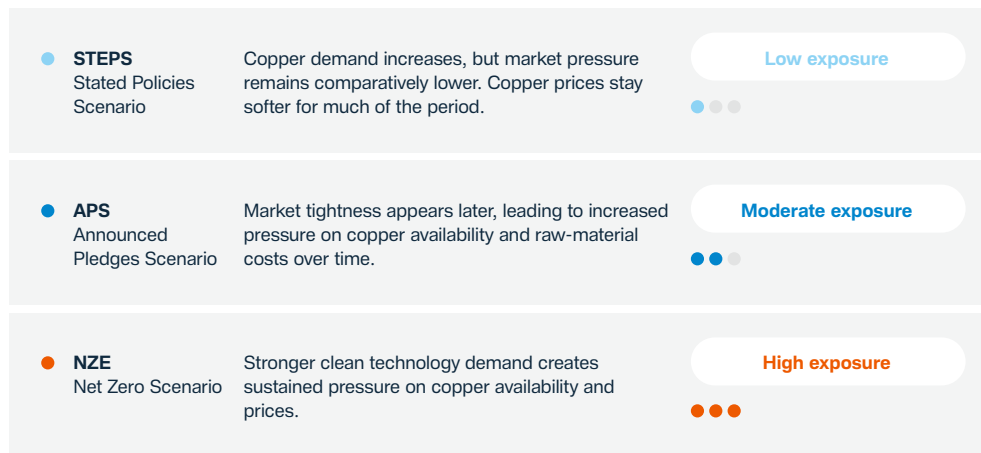 STEPS
Stated Policies
Scenario
Copper demand increases, but market pressure
remains comparatively lower. Copper prices stay
softer for much of the period.
Low exposure
APS
Announced
Pledges Scenario
Market tightness appears later, leading to increased
pressure on copper availability and raw-material
costs over time.
Moderate exposure
NZE
Net Zero Scenario
Stronger clean technology demand creates
sustained pressure on copper availability and
prices.
High exposure